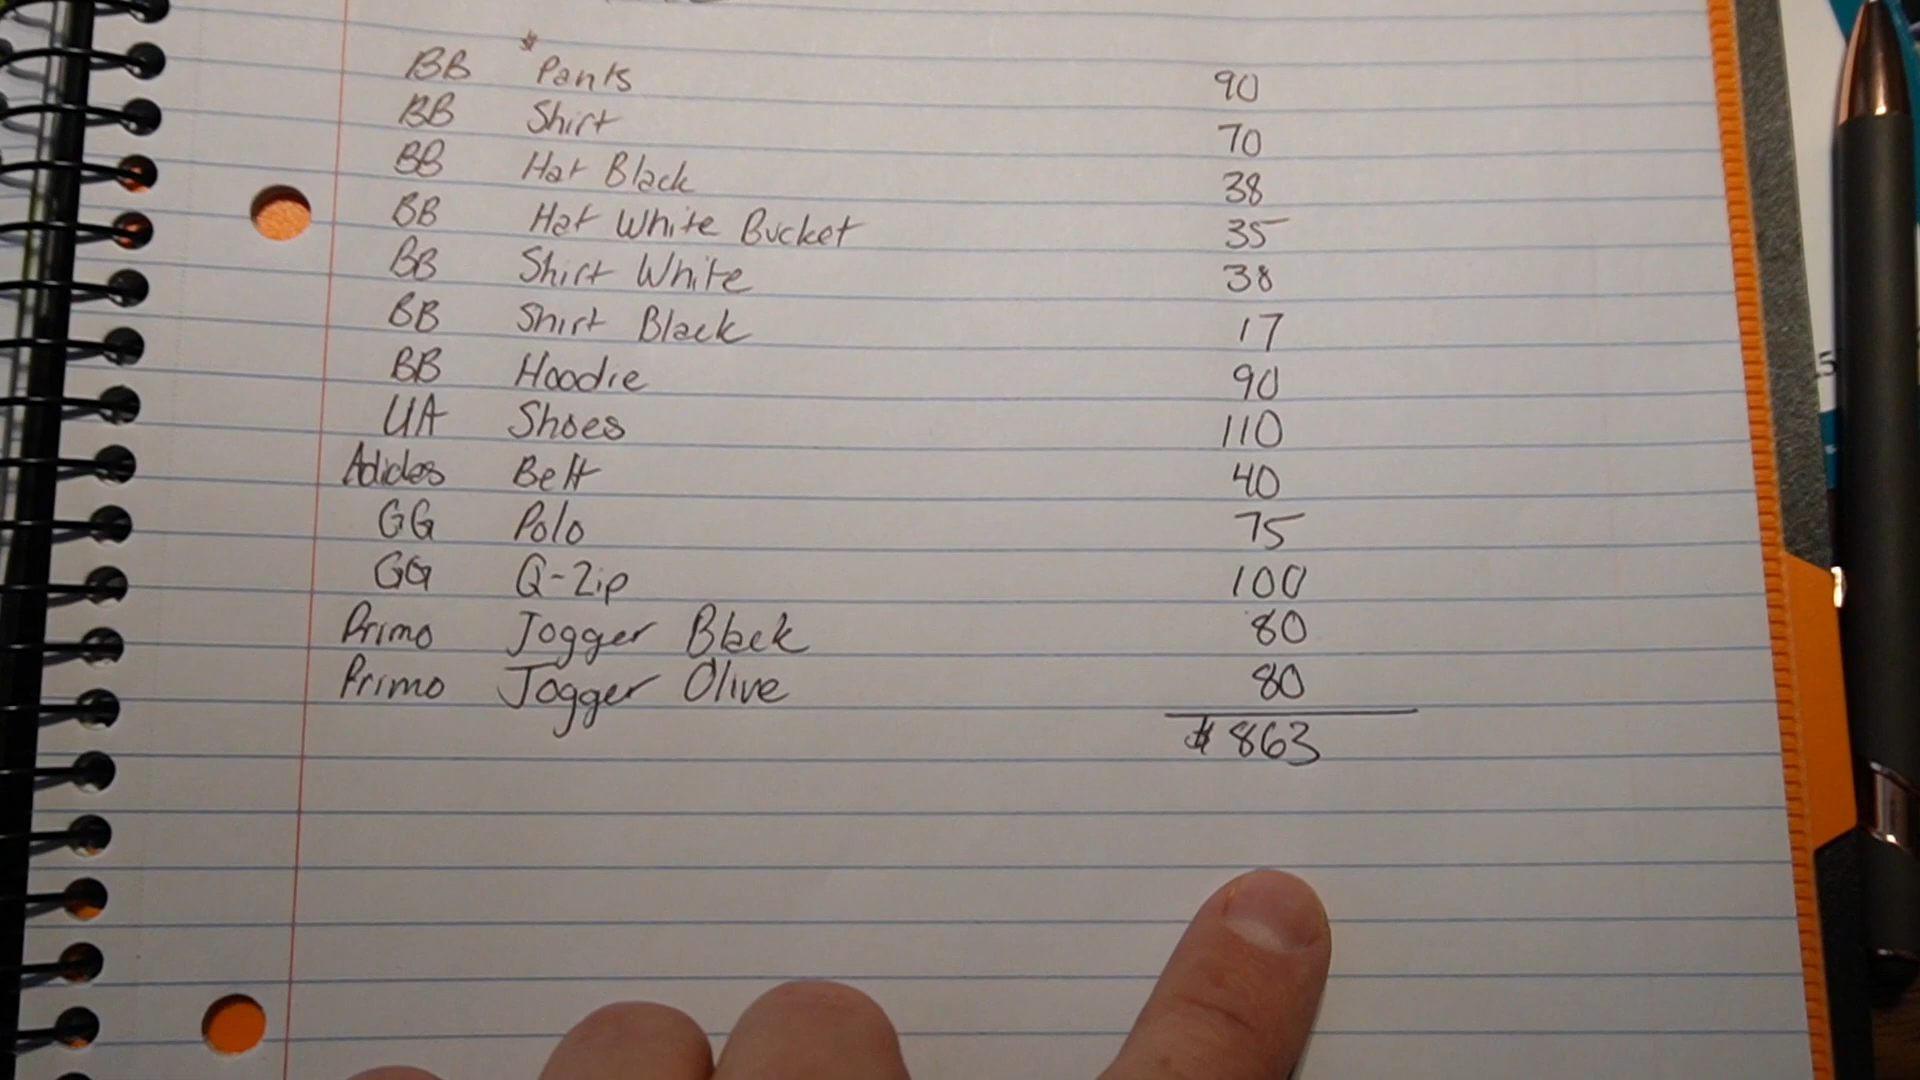 BB *Pants 90
BB Shirt 70
BB Hat Black 38
BB Hat White Bucket 35
BB Shirt White 38
BB Shirt Black 17
BB Hoodie 90
UA Shoes 110
Adidas Belt 40
GG Polo 75
GG Q-Zip 100
Primo Jogger Black 80
Primo Jogger Olive 80
$863
5